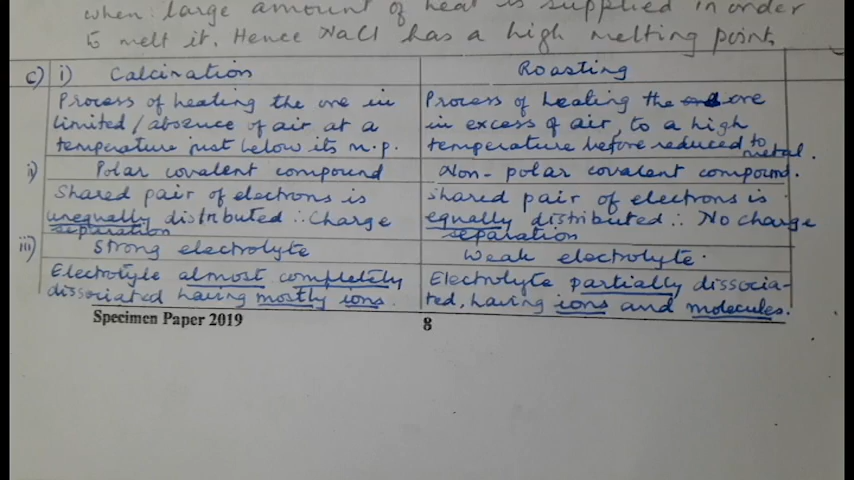 when large amount of heat is supplied in order
to melt it. Hence NaCl has a high melting point.
c) i) Calcination
Process of heating the ore in
limited/absence of air at a
temperature just below its m.p.
Roasting
Process of heating the ore
in excess of air, to a high
temperature before reduced to
metal.
ii) Polar covalent compound
Shared pair of electrons is
unequally distributed ∴ Charge
separation
Non-polar covalent compound.
Shared pair of electrons is
equally distributed ∴ No charge
separation
iii) Strong electrolyte
Electrolyte almost completely
dissociated having mostly ions.
Weak electrolyte.
Electrolyte partially dissocia-
ted, having ions and molecules.
Specimen Paper 2019
8